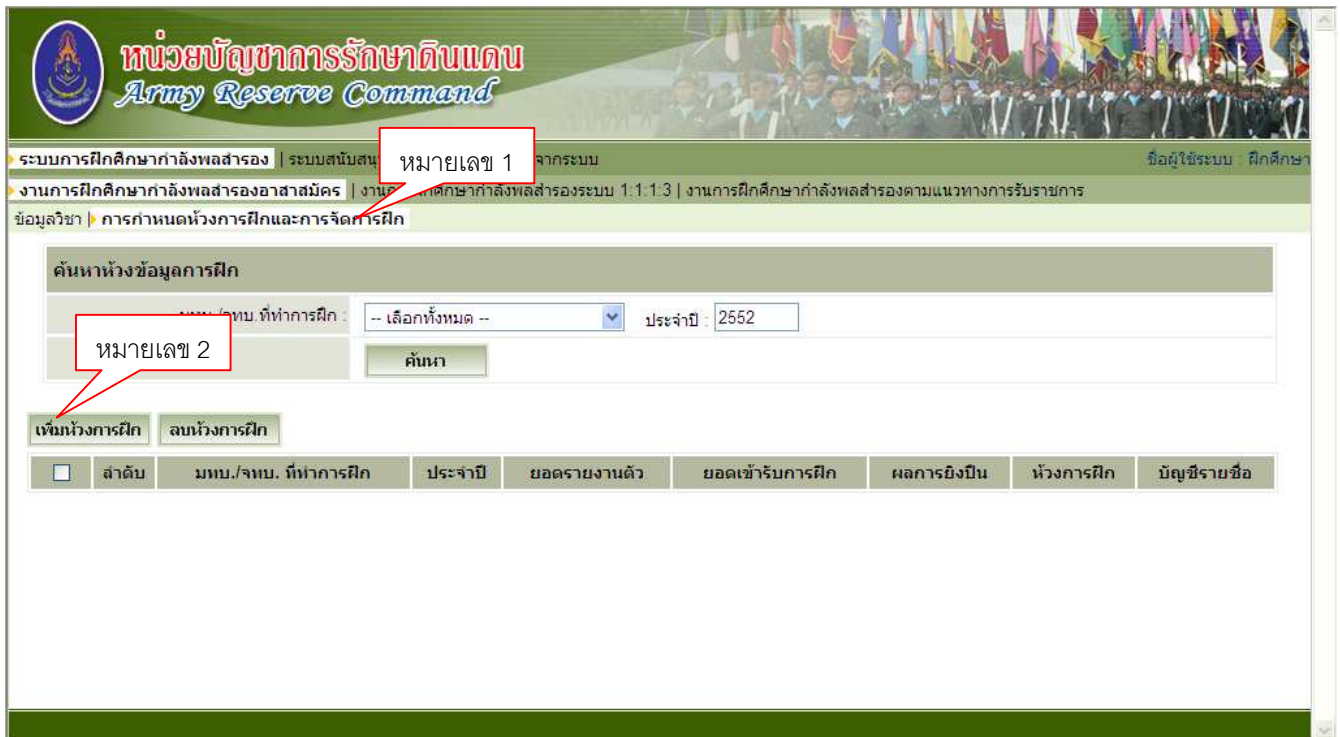 หน่วยบัญชาการรักษาดินแดน
Army Reserve Command
ระบบการฝึกศึกษากำลังพลสำรอง | ระบบสนับสนุ จากระบบ ชื่อผู้ใช้ระบบ : ฝึกศึกษา
หมายเลข 1
งานการฝึกศึกษากำลังพลสำรองอาสาสมัคร | งาน ศึกษากำลังพลสำรองระบบ 1:1:1:3 | งานการฝึกศึกษากำลังพลสำรองตามแนวทางการรับราชการ
ข้อมูลวิชา | การกำหนดห้วงการฝึกและการจัดการฝึก
ค้นหาห้วงข้อมูลการฝึก
ที่ทำการฝึก : -- เลือกทั้งหมด -- ประจำปี : 2552
หมายเลข 2
ค้นหา
เพิ่มห้วงการฝึก ลบห้วงการฝึก
ลำดับ มทบ./จทบ. ที่ทำการฝึก ประจำปี ยอดรายงานตัว ยอดเข้ารับการฝึก ผลการยิงปืน ห้วงการฝึก บัญชีรายชื่อ